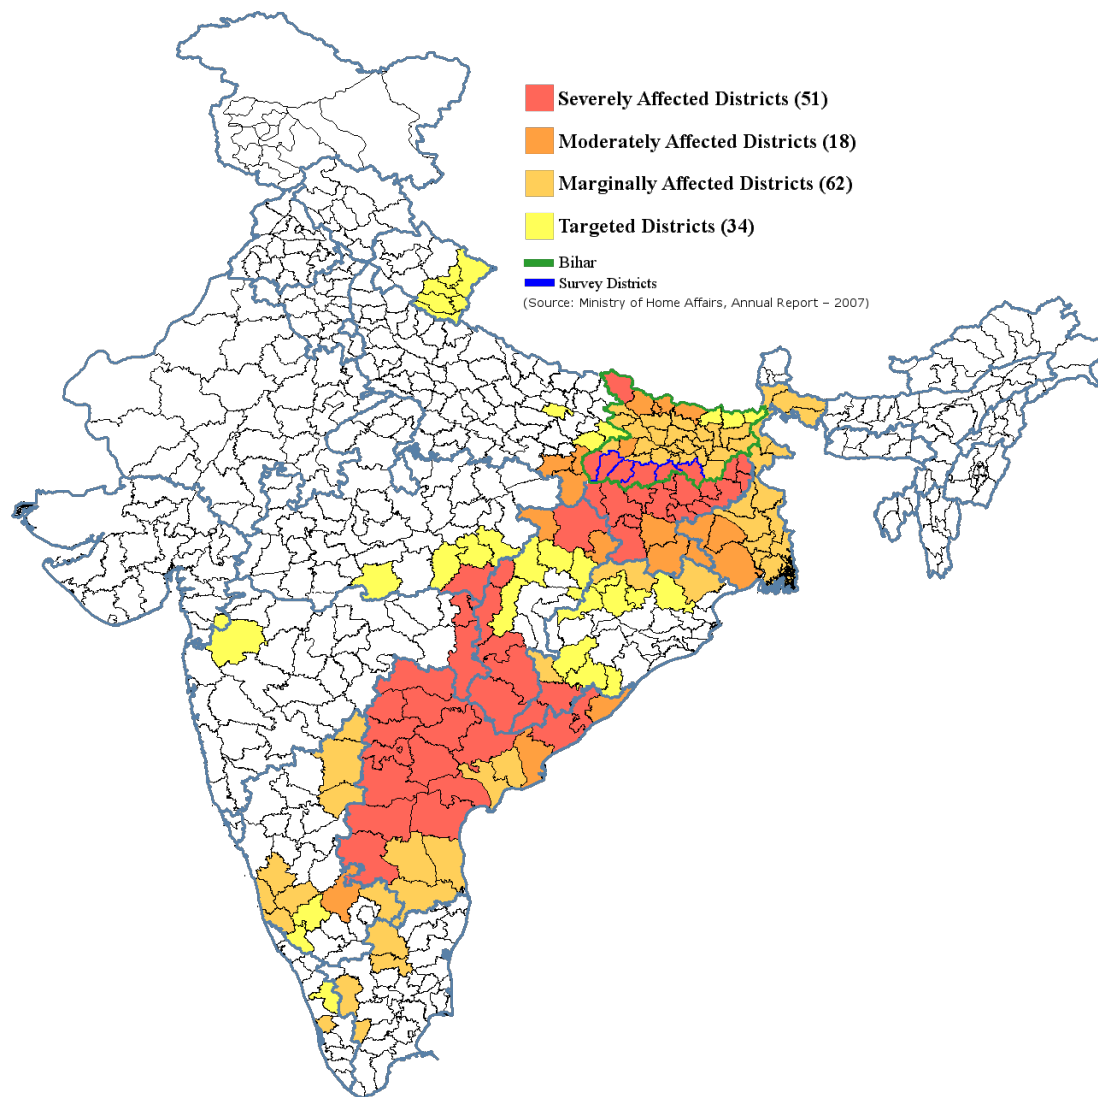 Severely Affected Districts (51)
Moderately Affected Districts (18)
Marginally Affected Districts (62)
Targeted Districts (34)
Bihar
Survey Districts
(Source: Ministry of Home Affairs, Annual Report – 2007)